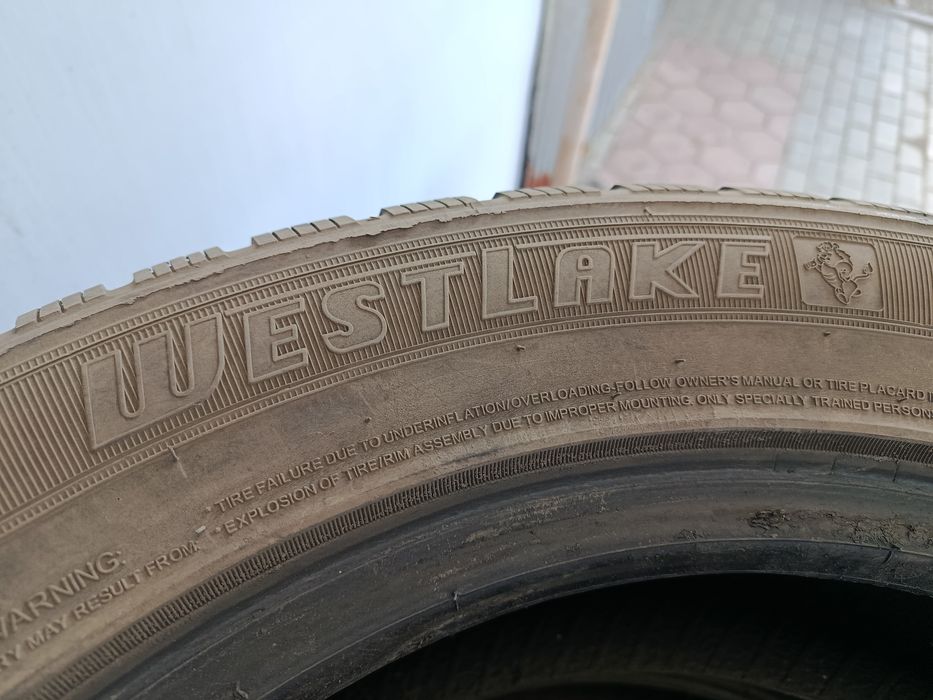 WESTLAKE
WARNING:
RY MAY RESULT FROM:
* TIRE FAILURE DUE TO UNDERINFLATION/OVERLOADING-FOLLOW OWNER'S MANUAL OR TIRE PLACARD
* EXPLOSION OF TIRE/RIM ASSEMBLY DUE TO IMPROPER MOUNTING. ONLY SPECIALLY TRAINED PERSON